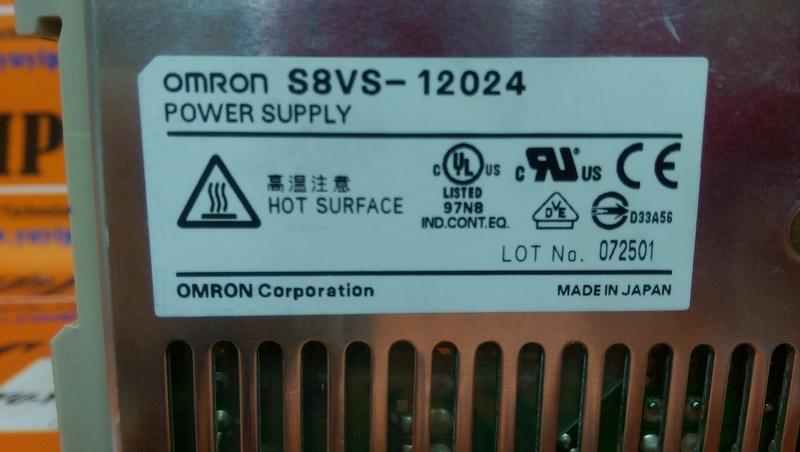 OMRON S8VS-12024
POWER SUPPLY
高温注意
HOT SURFACE
C UL US
LISTED
97N8
IND.CONT.EQ.
C RU US
CE
DVE
D33A56
LOT No. 072501
OMRON Corporation
MADE IN JAPAN